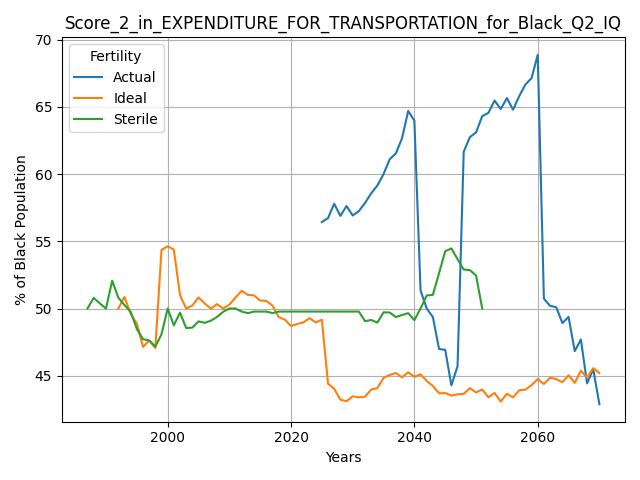 Score_2_in_EXPENDITURE_FOR_TRANSPORTATION_for_Black_Q2_IQ
Fertility
Actual
Ideal
Sterile
% of Black Population
70
65
60
55
50
45
2000
2020
2040
2060
Years